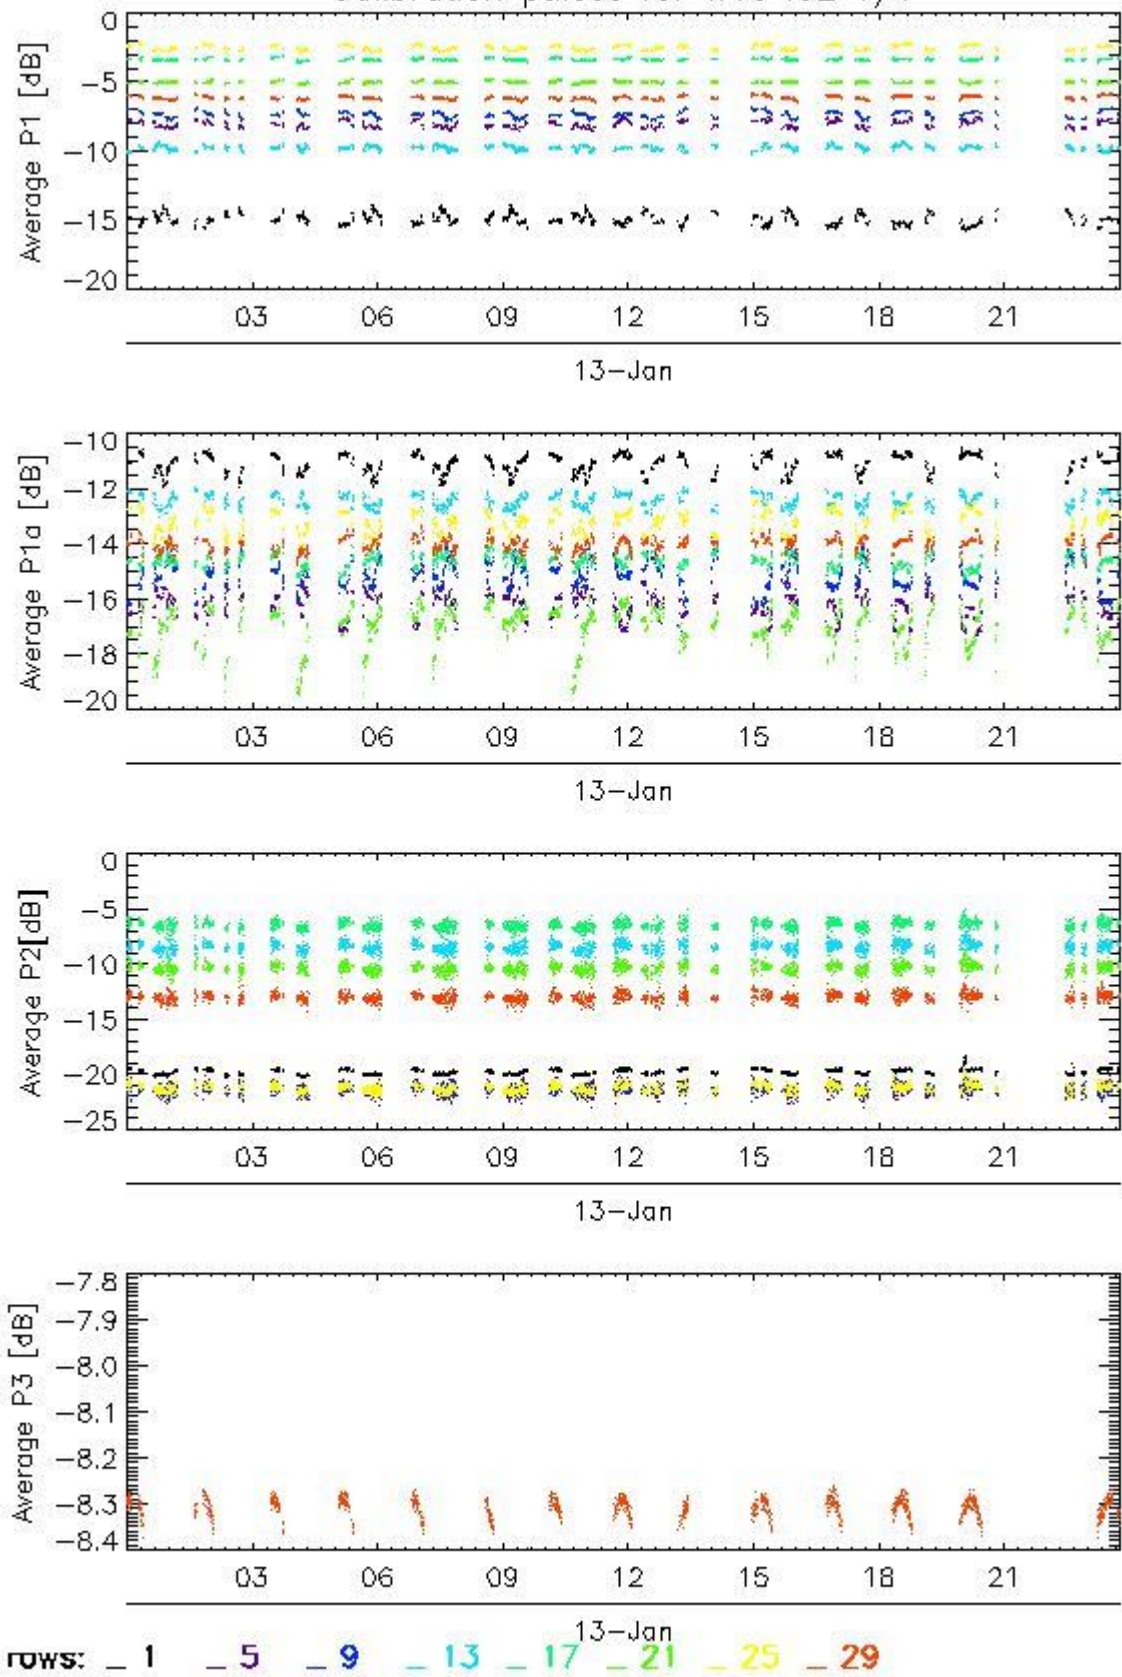 0
−5
−10
−15
−20
Average P1 [dB]
03 06 09 12 15 18 21
13−Jan
−10
−12
−14
−16
−18
−20
Average P1a [dB]
03 06 09 12 15 18 21
13−Jan
0
−5
−10
−15
−20
−25
Average P2[dB]
03 06 09 12 15 18 21
13−Jan
−7.8
−7.9
−8.0
−8.1
−8.2
−8.3
−8.4
Average P3 [dB]
03 06 09 12 15 18 21
13−Jan
rows: _ 1 _ 5 _ 9 _ 13 _ 17 _ 21 _ 25 _ 29